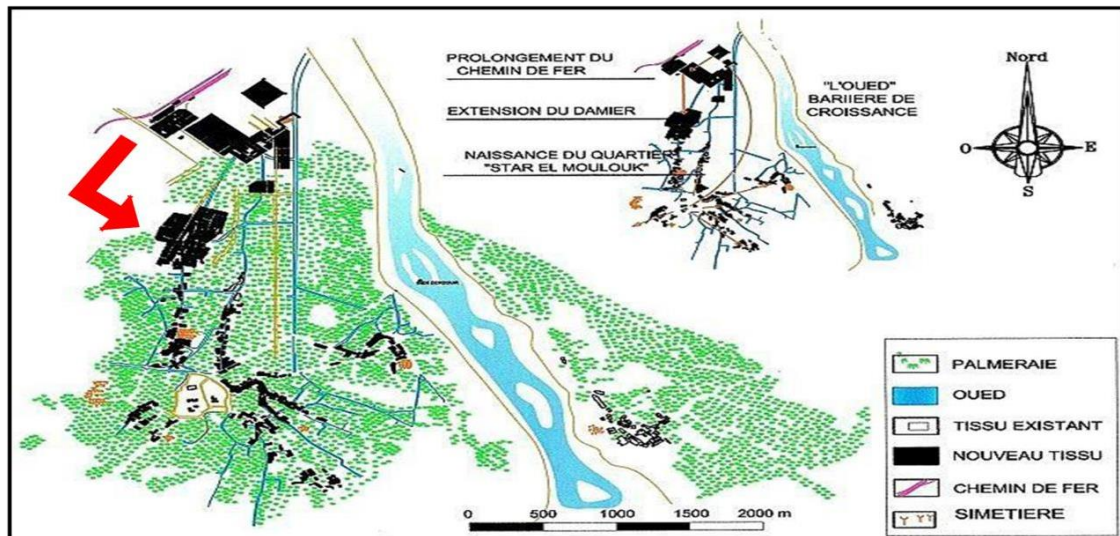 PROLONGEMENT DU
CHEMIN DE FER
EXTENSION DU DAMIER
NAISSANCE DU QUARTIER
"STAR EL MOULOUK"
"L'OUED"
BARIIERE DE
CROISSANCE
Nord
O
E
S
PALMERAIE
OUED
TISSU EXISTANT
NOUVEAU TISSU
CHEMIN DE FER
SIMETIERE
0 500 1000 1500 2000 m